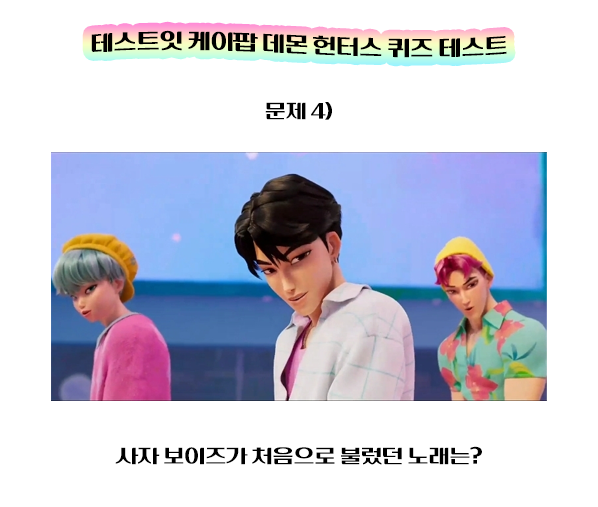 테스트잇 케이팝 데몬 헌터스 퀴즈 테스트
문제 4)
사자 보이즈가 처음으로 불렀던 노래는?